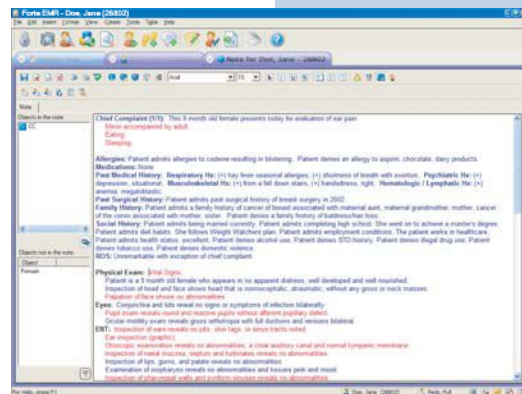 Forte EMR - Doe, Jane (28802)
File Edit Insert Format View Create Tools Table Help
Note for Doe, Jane - 28802
Arial
10
Note
Objects in the note
CC
Objects not in the note
Object
Format
Chief Complaint (1/1): This 9 month old female presents today for evaluation of ear pain.
Minor accompanied by adult.
Eating.
Sleeping.
Allergies: Patient admits allergies to codeine resulting in blistering. Patient denies an allergy to aspirin, chocolate, dairy products.
Medications: None
Past Medical History: Respiratory Hx: (+) hay fever seasonal allergies, (+) shortness of breath with exertion, Psychiatric Hx: (+)
depression, situational, Musculoskeletal Hx: (+) from a fall down stairs, (+) handedness, right. Hematologic / Lymphatic Hx: (+)
anemia, megaloblastic.
Past Surgical History: Patient admits past surgical history of breast surgery in 2002.
Family History: Patient admits a family history of cancer of breast associated with maternal aunt, maternal grandmother, mother, cancer
of the cervix associated with mother, sister. Patient denies a family history of baldness/hair loss.
Social History: Patient admits being married currently. Patient admits completing high school. She went on to achieve a master's degree.
Patient admits diet habits. She follows Weight Watchers plan. Patient admits employment conditions. The patient works in healthcare.
Patient admits health status: excellent. Patient denies alcohol use. Patient denies STD history. Patient denies illegal drug use. Patient
denies tobacco use. Patient denies domestic violence.
ROS: Unremarkable with exception of chief complaint.
Physical Exam: Vital Signs:
Patient is a 9 month old female who appears in no apparent distress, well developed and well nourished.
Inspection of head and face shows head that is normocephalic, atraumatic, without any gross or neck masses.
Palpation of face shows no abnormalities.
Eyes: Conjunctiva and lids reveal no signs or symptoms of infection bilaterally.
Pupil exam reveals round and reactive pupils without afferent pupillary defect.
Ocular motility exam reveals gross orthotropia with full ductions and versions bilateral.
ENT: Inspection of ears reveals no pits, skin tags, or sinus tracts noted.
Ear inspection (graphic).
Otoscopic examination reveals no abnormalities, a clear auditory canal and normal tympanic membrane.
Inspection of nasal mucosa, septum and turbinates reveals no abnormalities.
Inspection of lips, gums, and palate reveals no abnormalities.
Examination of oropharynx reveals no abnormalities and tissues pink and moist.
Inspection of pharyngeal walls and pyriform sinuses reveals no abnormalities
For Help, press F1
Doe, Jane (28802)